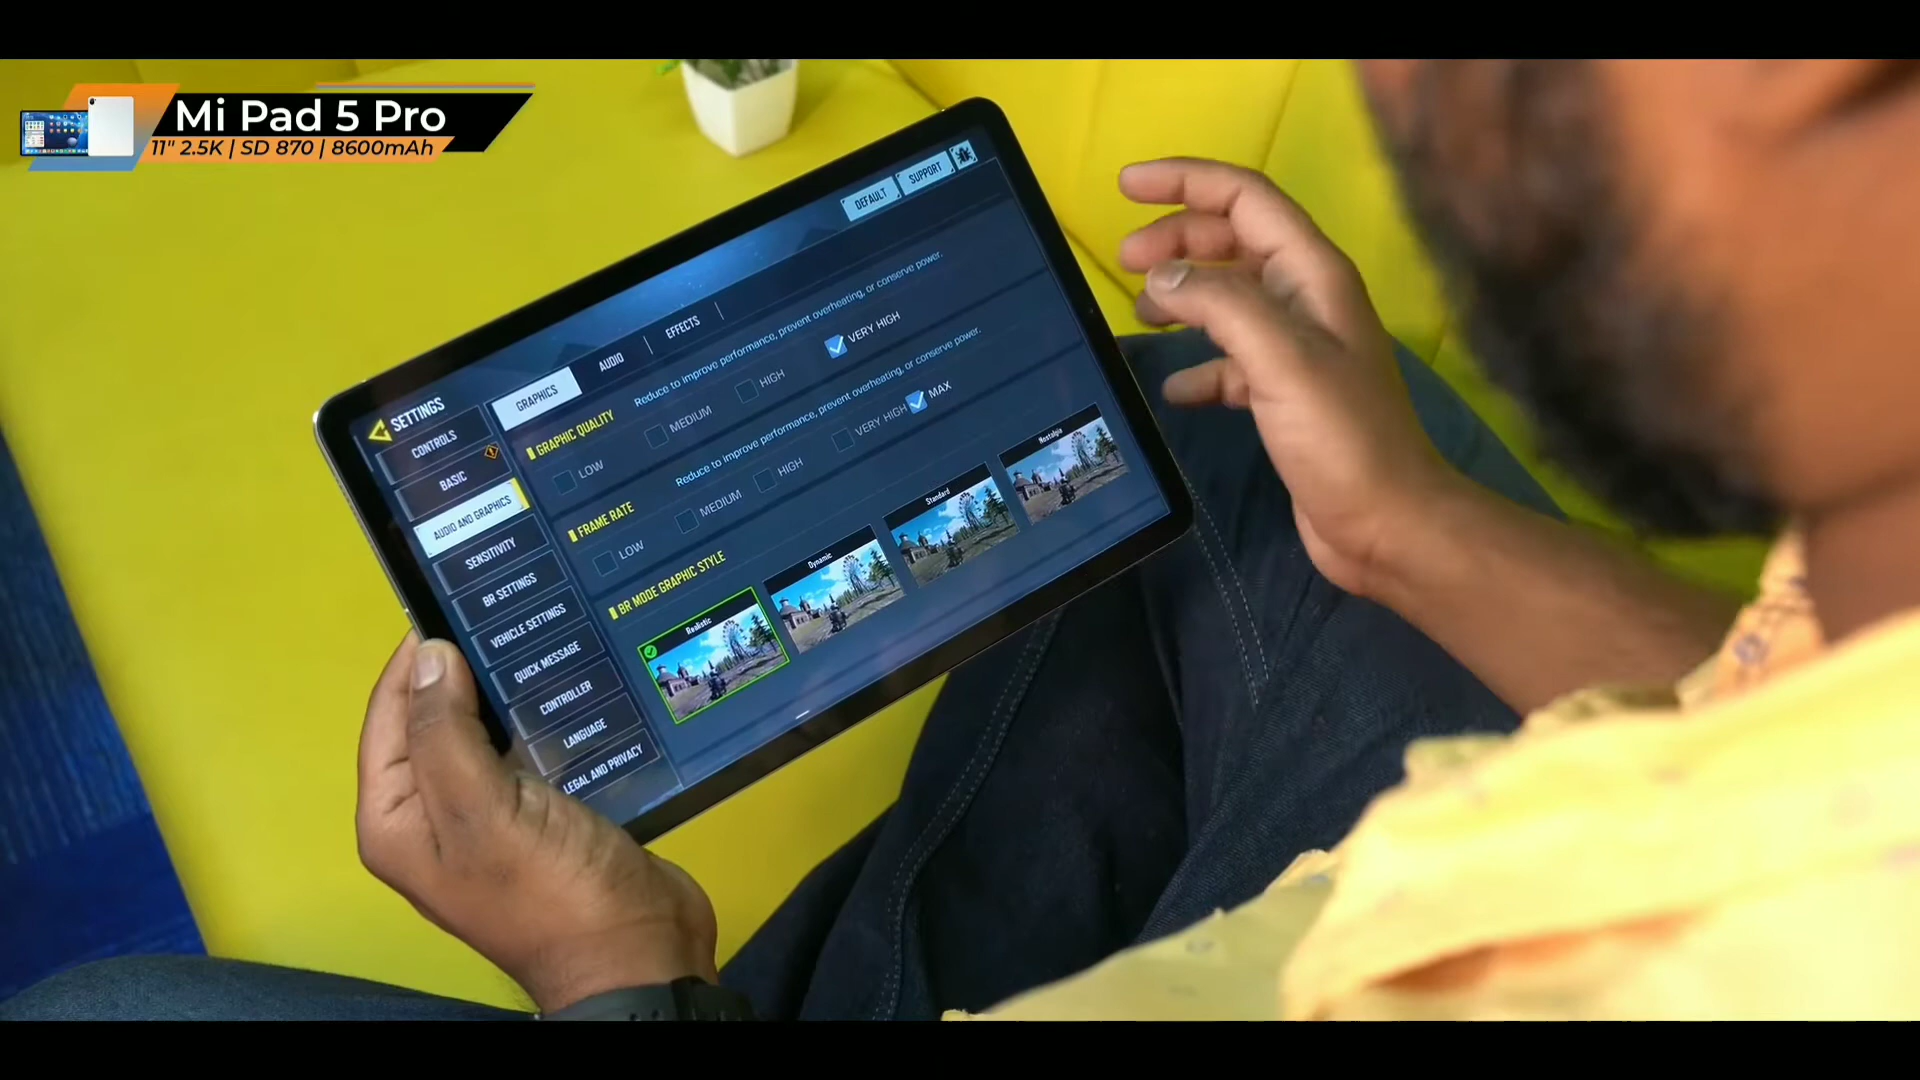 Mi Pad 5 Pro
11" 2.5K | SD 870 | 8600mAh
DEFAULT
SUPPORT
SETTINGS
CONTROLS
BASIC
AUDIO AND GRAPHICS
SENSITIVITY
BR SETTINGS
VEHICLE SETTINGS
QUICK MESSAGE
CONTROLLER
LANGUAGE
LEGAL AND PRIVACY
GRAPHICS
AUDIO
EFFECTS
GRAPHIC QUALITY
Reduce to improve performance, prevent overheating, or conserve power.
LOW
MEDIUM
HIGH
VERY HIGH
FRAME RATE
Reduce to improve performance, prevent overheating, or conserve power.
LOW
MEDIUM
HIGH
VERY HIGH
MAX
BR MODE GRAPHIC STYLE
Realistic
Dynamic
Standard
Nostalgia